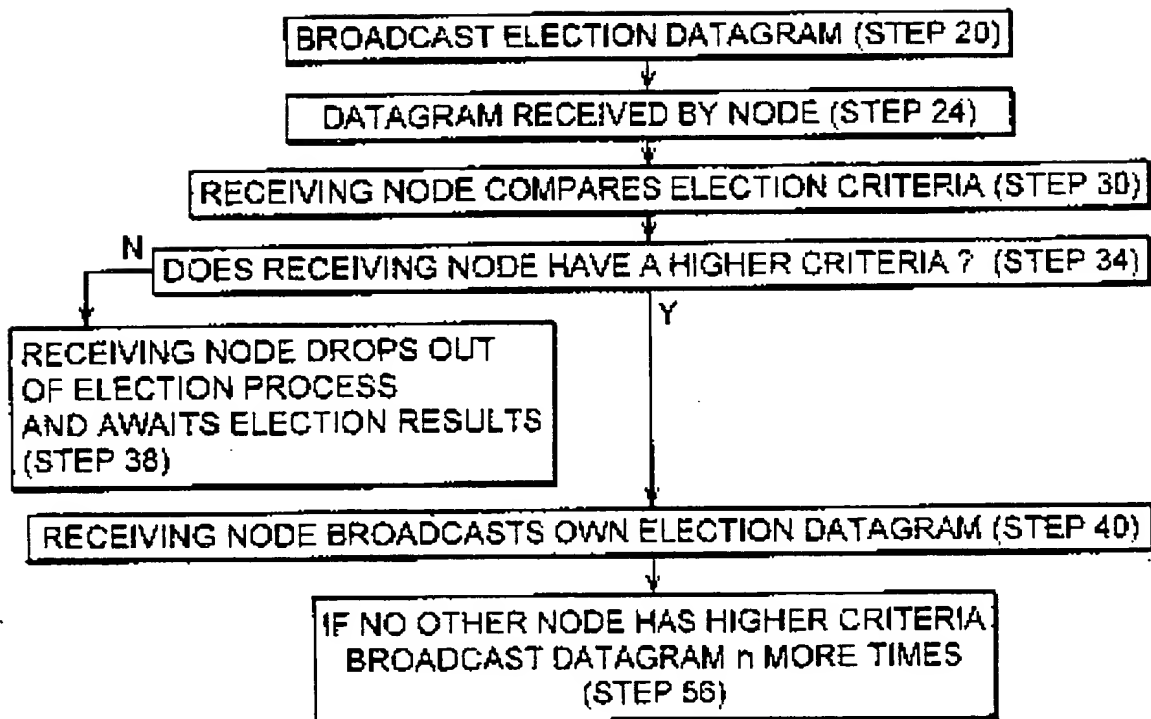 BROADCAST ELECTION DATAGRAM (STEP 20)
DATAGRAM RECEIVED BY NODE (STEP 24)
RECEIVING NODE COMPARES ELECTION CRITERIA (STEP 30)
N
DOES RECEIVING NODE HAVE A HIGHER CRITERIA ? (STEP 34)
Y
RECEIVING NODE DROPS OUT
OF ELECTION PROCESS
AND AWAITS ELECTION RESULTS
(STEP 38)
RECEIVING NODE BROADCASTS OWN ELECTION DATAGRAM (STEP 40)
IF NO OTHER NODE HAS HIGHER CRITERIA
BROADCAST DATAGRAM n MORE TIMES
(STEP 56)